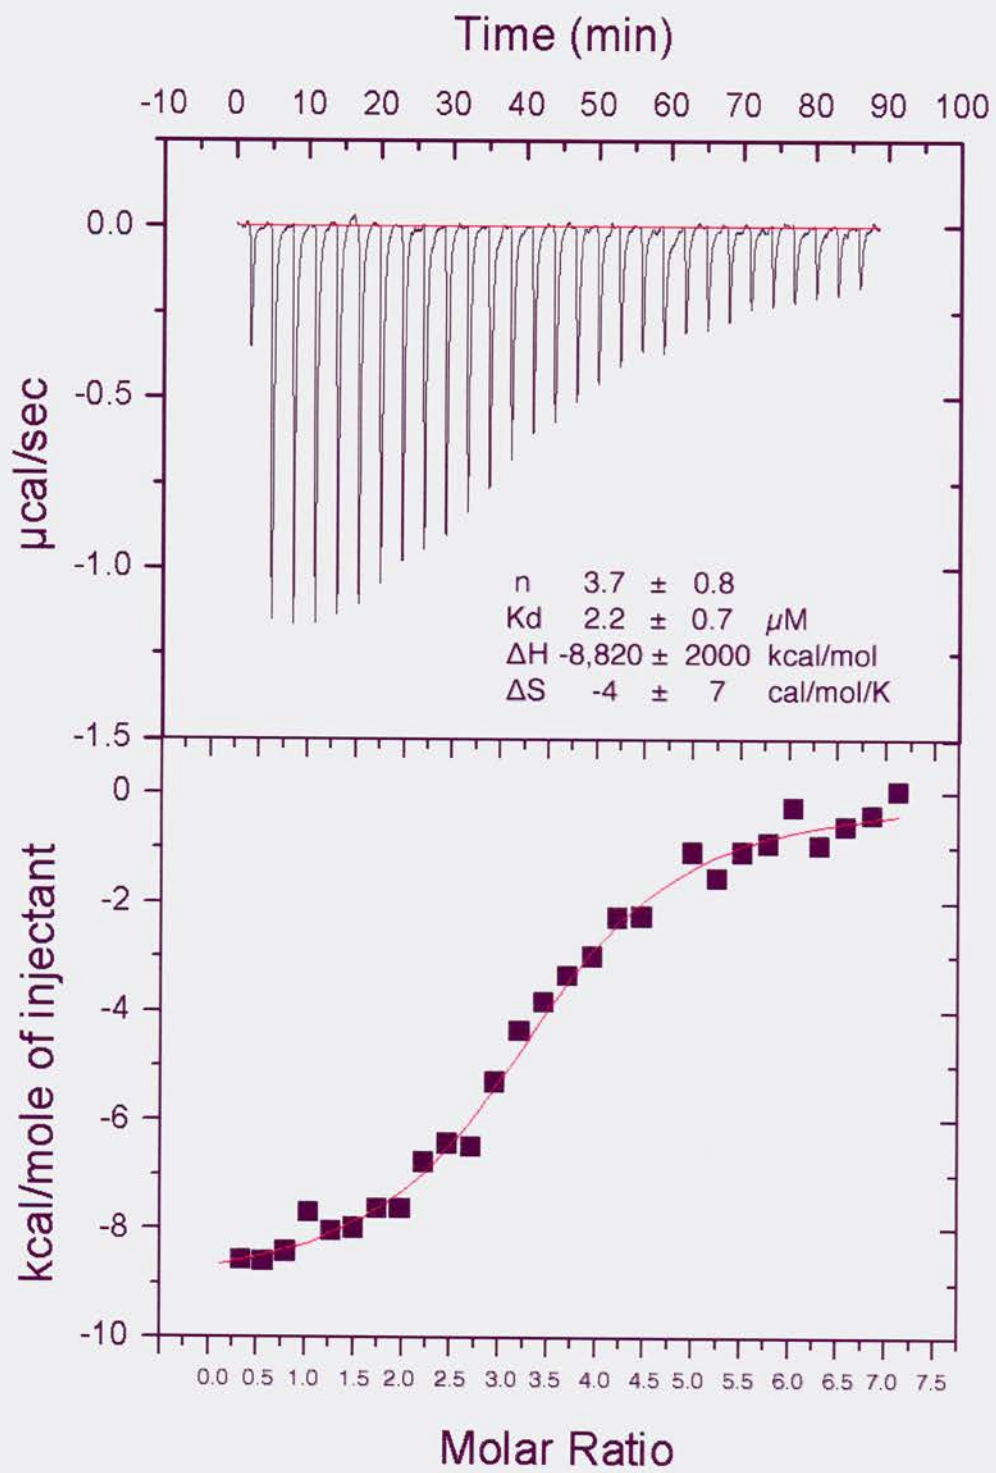 Time (min)
-10 0 10 20 30 40 50 60 70 80 90 100
0.0
-0.5
-1.0
-1.5
µcal/sec
n 3.7 ± 0.8
Kd 2.2 ± 0.7 µM
ΔH -8,820 ± 2000 kcal/mol
ΔS -4 ± 7 cal/mol/K
0
-2
-4
-6
-8
-10
kcal/mole of injectant
0.0 0.5 1.0 1.5 2.0 2.5 3.0 3.5 4.0 4.5 5.0 5.5 6.0 6.5 7.0 7.5
Molar Ratio